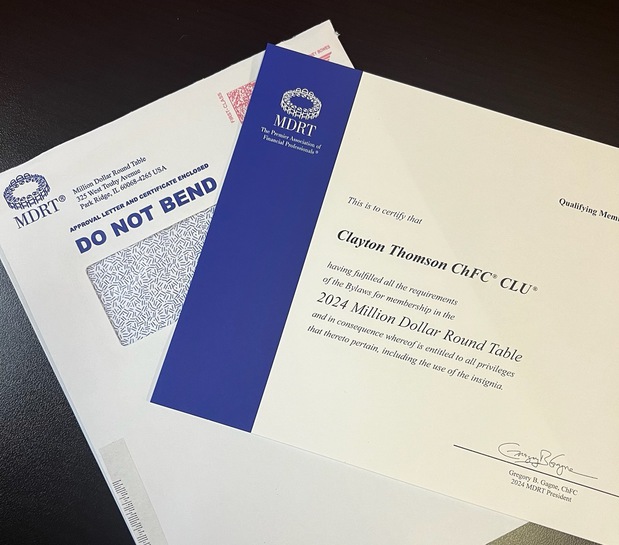 FIRST-CLASS
MDRT®
Million Dollar Round Table
325 West Touhy Avenue
Park Ridge, IL 60068-4265 USA
APPROVAL LETTER AND CERTIFICATE ENCLOSED
DO NOT BEND
MDRT
The Premier Association of
Financial Professionals®
Qualifying Mem
This is to certify that
Clayton Thomson ChFC® CLU®
having fulfilled all the requirements
of the Bylaws for membership in the
2024 Million Dollar Round Table
and in consequence whereof is entitled to all privileges
that thereto pertain, including the use of the insignia.
Gregory B. Gagne, ChFC
2024 MDRT President